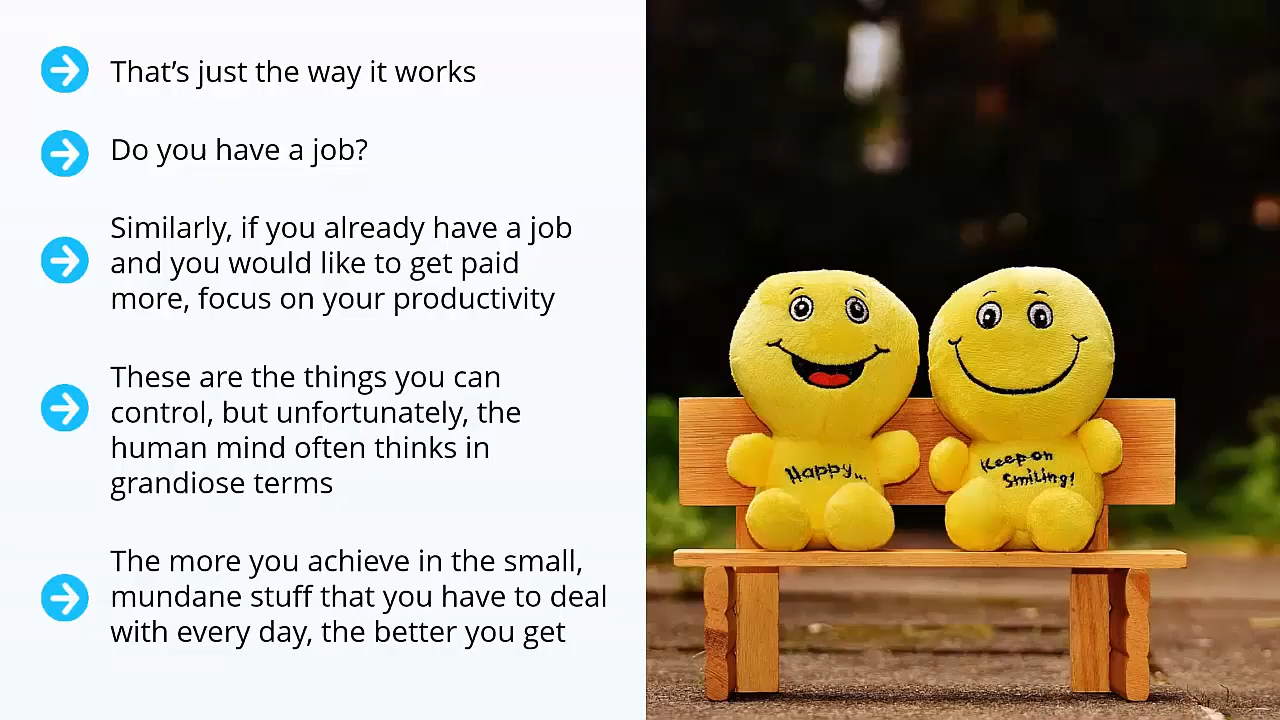 That’s just the way it works
Do you have a job?
Similarly, if you already have a job
and you would like to get paid
more, focus on your productivity
These are the things you can
control, but unfortunately, the
human mind often thinks in
grandiose terms
The more you achieve in the small,
mundane stuff that you have to deal
with every day, the better you get
Happy...
Keep on
Smiling!